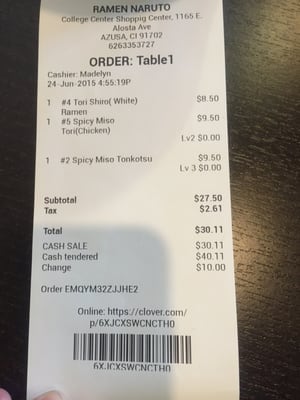 RAMEN NARUTO
College Center Shoppig Center, 1165 E.
Alosta Ave
AZUSA, CI 91702
6263353727
ORDER: Table1
Cashier: Madelyn
24-Jun-2015 4:55:19P
1 #4 Tori Shiro( White) $8.50
Ramen
1 #5 Spicy Miso $9.50
Tori(Chicken)
Lv2 $0.00
1 #2 Spicy Miso Tonkotsu $9.50
Lv 3 $0.00
Subtotal $27.50
Tax $2.61
Total $30.11
CASH SALE $30.11
Cash tendered $40.11
Change $10.00
Order EMQYM32ZJJHE2
Online: https://clover.com/
p/6XJCXSWCNCTH0
6XJCXSWCNCTH0